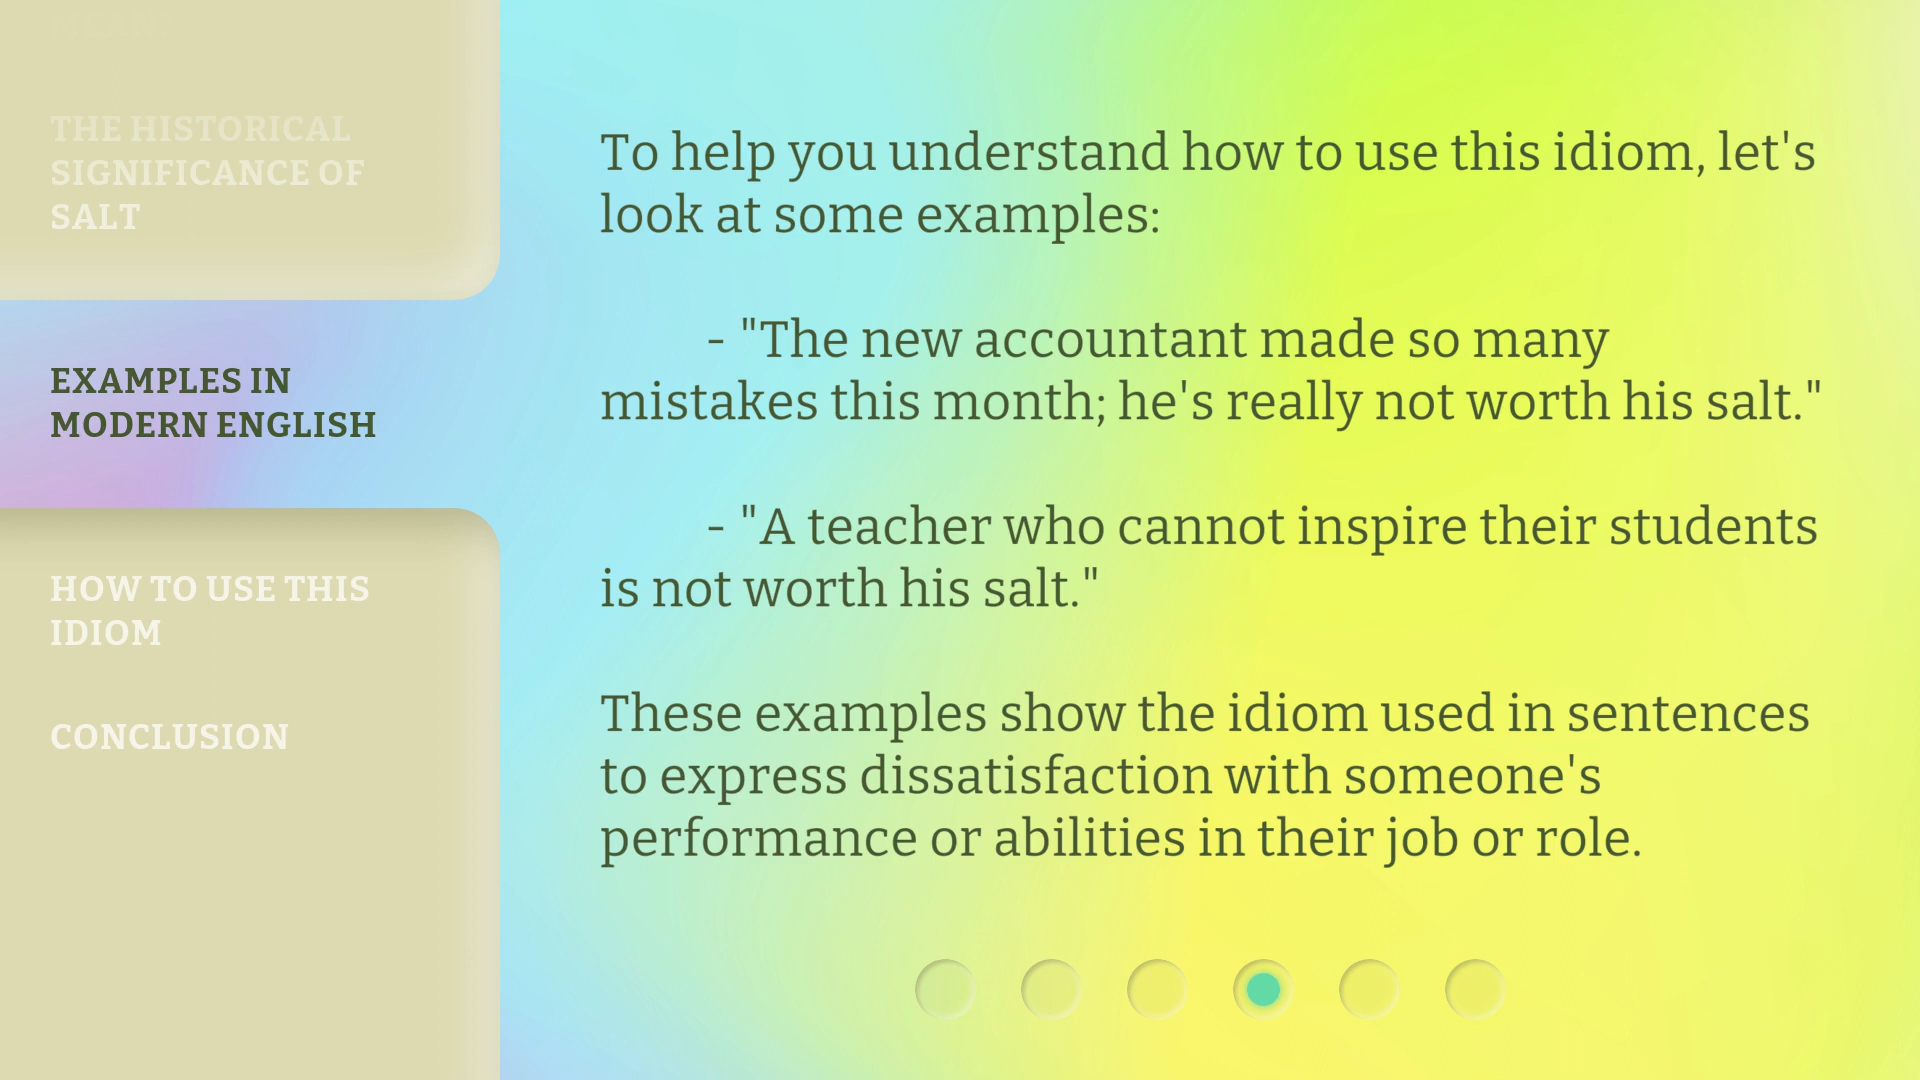 THE HISTORICAL
SIGNIFICANCE OF
SALT
EXAMPLES IN
MODERN ENGLISH
HOW TO USE THIS
IDIOM
CONCLUSION
To help you understand how to use this idiom, let's
look at some examples:
- "The new accountant made so many
mistakes this month; he's really not worth his salt."
- "A teacher who cannot inspire their students
is not worth his salt."
These examples show the idiom used in sentences
to express dissatisfaction with someone's
performance or abilities in their job or role.